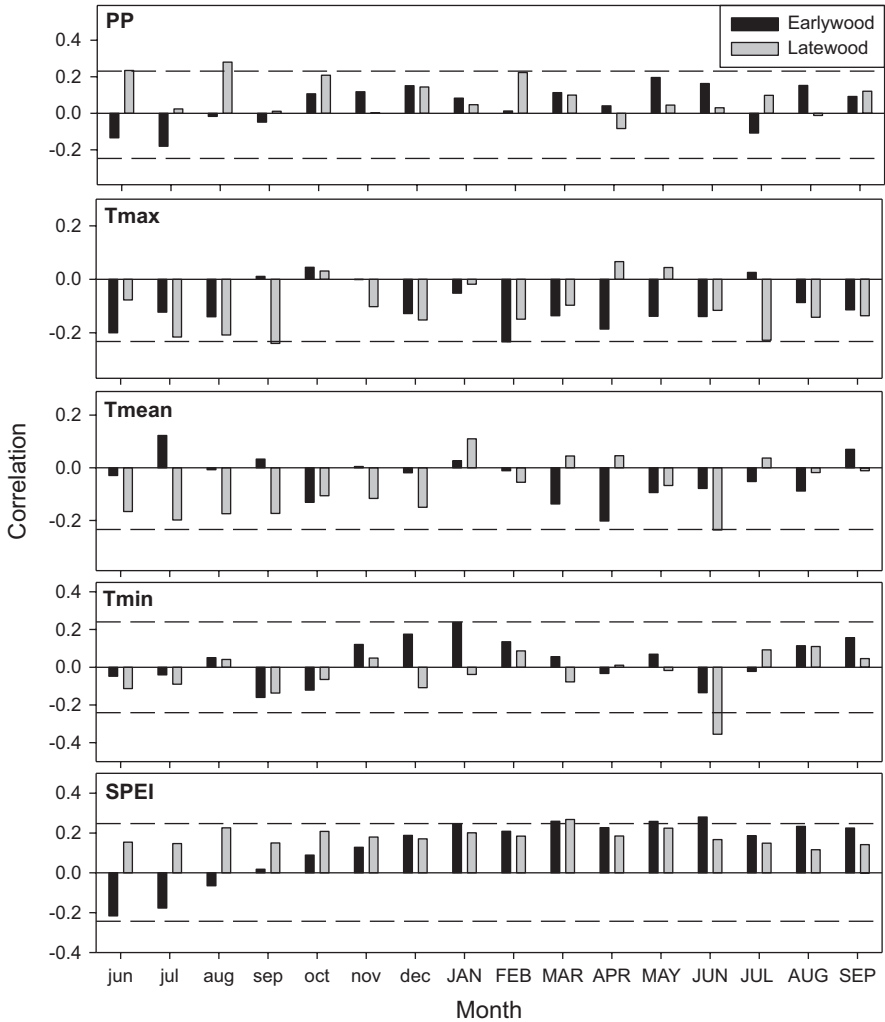 PP
Earlywood
Latewood
0.4
0.2
0.0
-0.2
Tmax
0.2
0.0
-0.2
Tmean
0.2
0.0
-0.2
Correlation
Tmin
0.4
0.2
0.0
-0.2
-0.4
SPEI
0.4
0.2
0.0
-0.2
-0.4
jun jul aug sep oct nov dec JAN FEB MAR APR MAY JUN JUL AUG SEP
Month